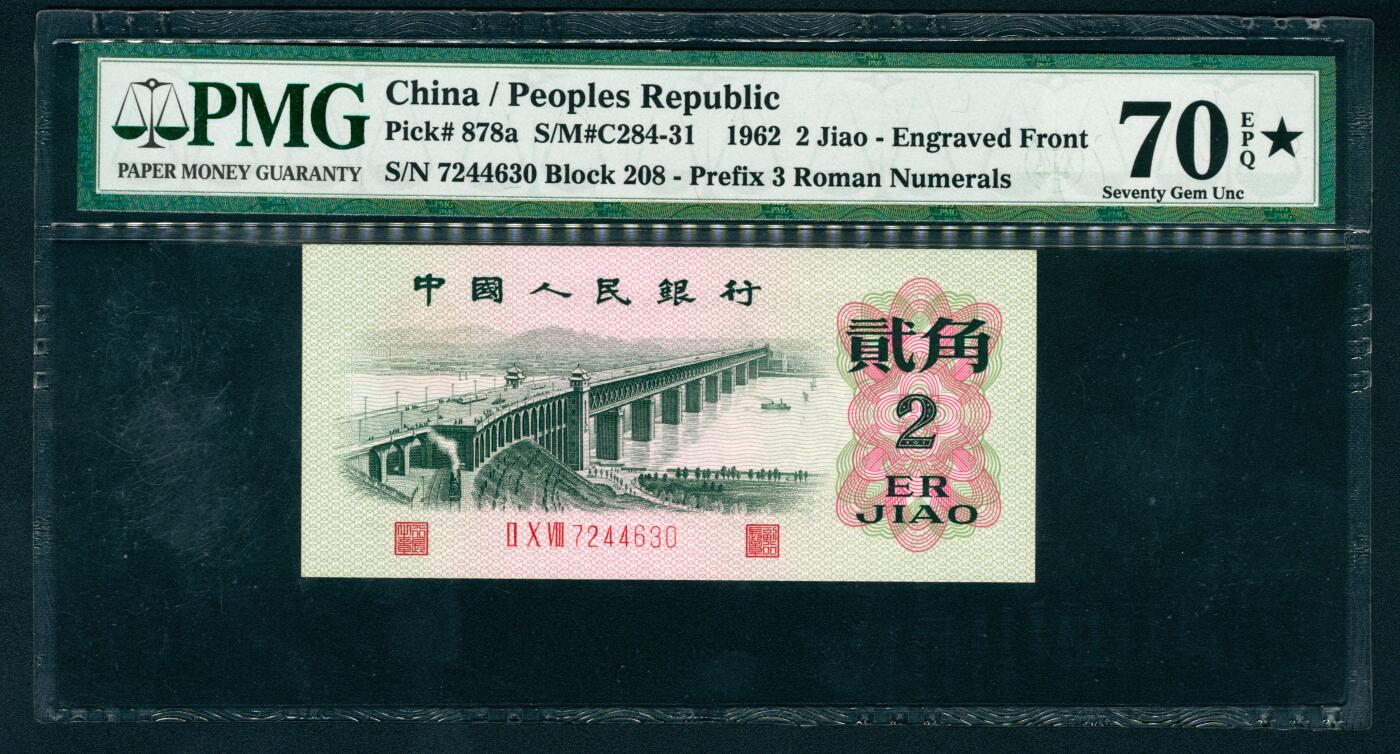 PMG
PAPER MONEY GUARANTY
China / Peoples Republic
Pick# 878a S/M#C284-31 1962 2 Jiao - Engraved Front
S/N 7244630 Block 208 - Prefix 3 Roman Numerals
70 EPQ ★
Seventy Gem Unc
中國人民銀行
貳角
2
ER
JIAO
II X VIII 7244630